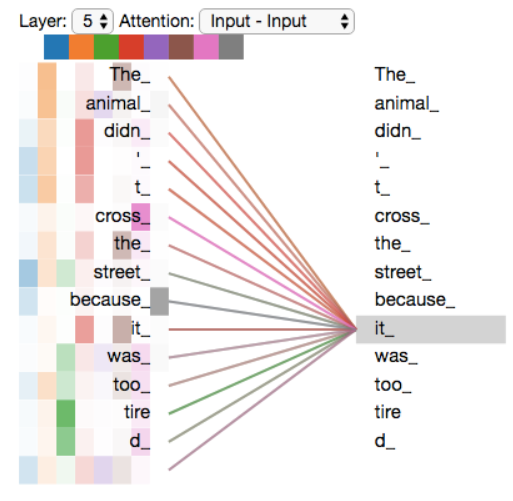 Layer: 5 Attention: Input - Input
The_ The_
animal_ animal_
didn_ didn_
'_ '_
t_ t_
cross_ cross_
the_ the_
street_ street_
because_ because_
it_ it_
was_ was_
too_ too_
tire tire
d_ d_